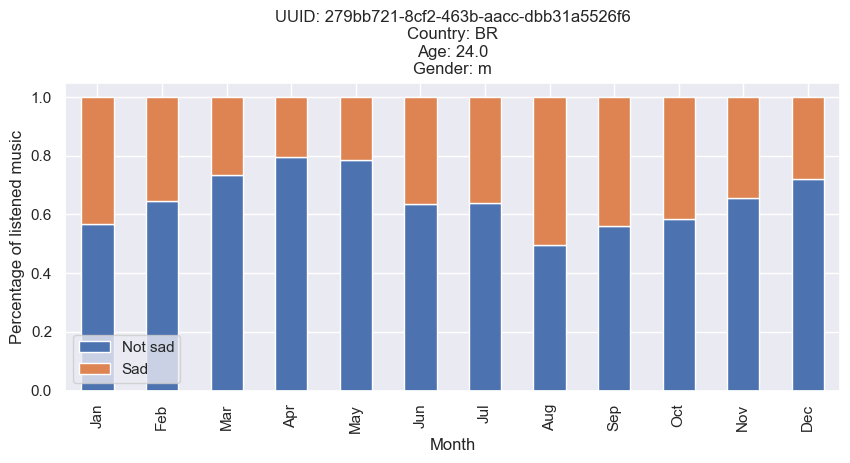 UUID: 279bb721-8cf2-463b-aacc-dbb31a5526f6
Country: BR
Age: 24.0
Gender: m
Percentage of listened music
1.0
0.8
0.6
0.4
0.2
0.0
Not sad
Sad
Jan
Feb
Mar
Apr
May
Jun
Jul
Aug
Sep
Oct
Nov
Dec
Month